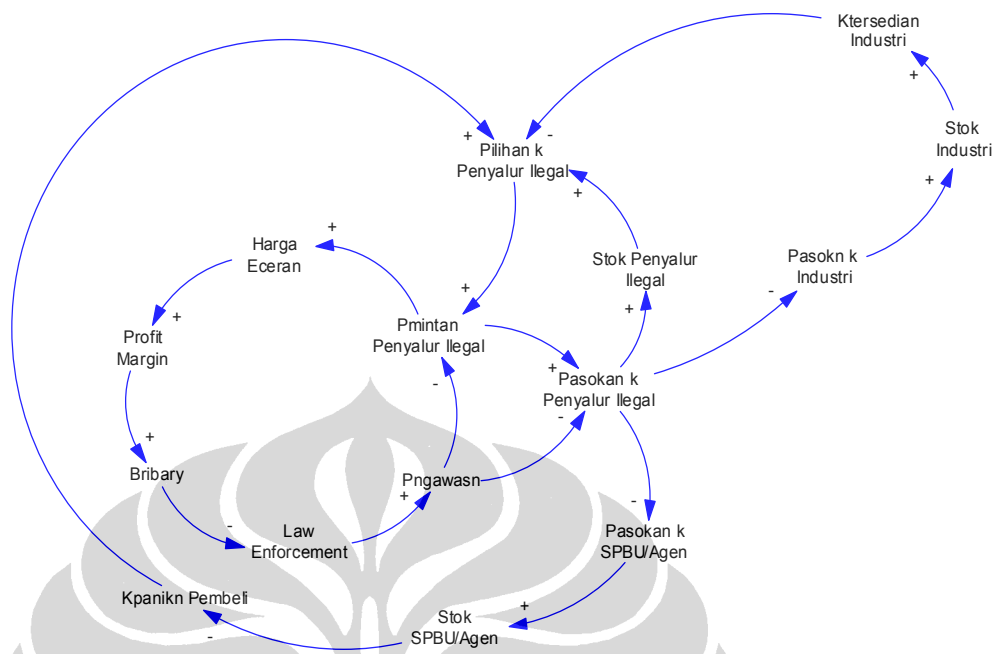 Ktersedian
Industri
+
Stok
Industri
+
+
-
Pilihan k
Penyalur Ilegal
+
+
Harga
Eceran
Stok Penyalur
Ilegal
Pasokn k
Industri
+
-
+
+
Profit
Margin
Pmintan
Penyalur Ilegal
+
Pasokan k
Penyalur Ilegal
-
-
+
Bribary
Pngawasn
+
-
-
Law
Enforcement
Pasokan k
SPBU/Agen
Kpanikn Pembeli
+
Stok
SPBU/Agen
-